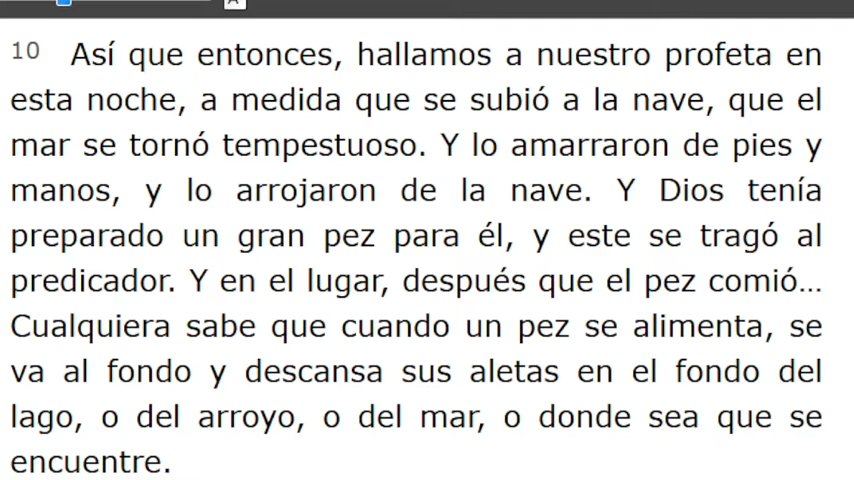 10 Así que entonces, hallamos a nuestro profeta en
esta noche, a medida que se subió a la nave, que el
mar se tornó tempestuoso. Y lo amarraron de pies y
manos, y lo arrojaron de la nave. Y Dios tenía
preparado un gran pez para él, y este se tragó al
predicador. Y en el lugar, después que el pez comió...
Cualquiera sabe que cuando un pez se alimenta, se
va al fondo y descansa sus aletas en el fondo del
lago, o del arroyo, o del mar, o donde sea que se
encuentre.